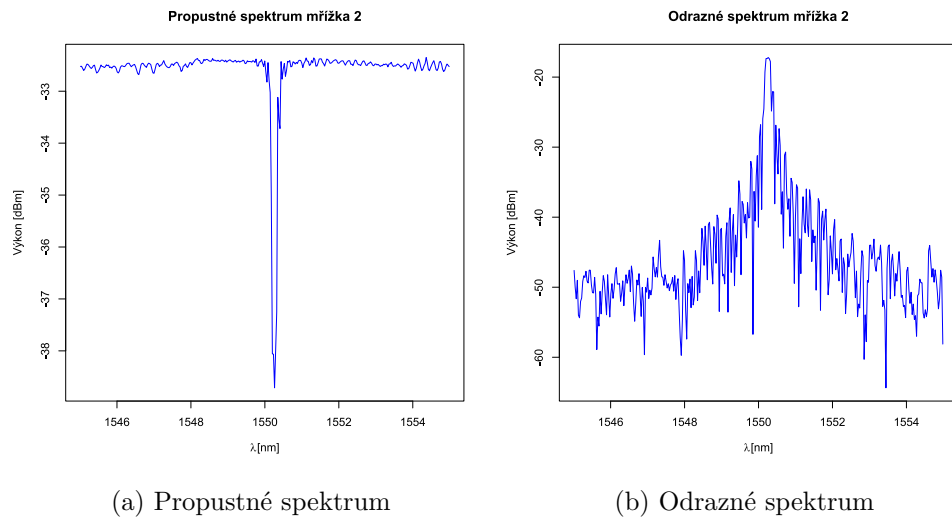 Propustné spektrum mřížka 2
Výkon [dBm]
-33
-34
-35
-36
-37
-38
1546 1548 1550 1552 1554
λ[nm]
(a) Propustné spektrum
Odrazné spektrum mřížka 2
Výkon [dBm]
-20
-30
-40
-50
-60
1546 1548 1550 1552 1554
λ[nm]
(b) Odrazné spektrum